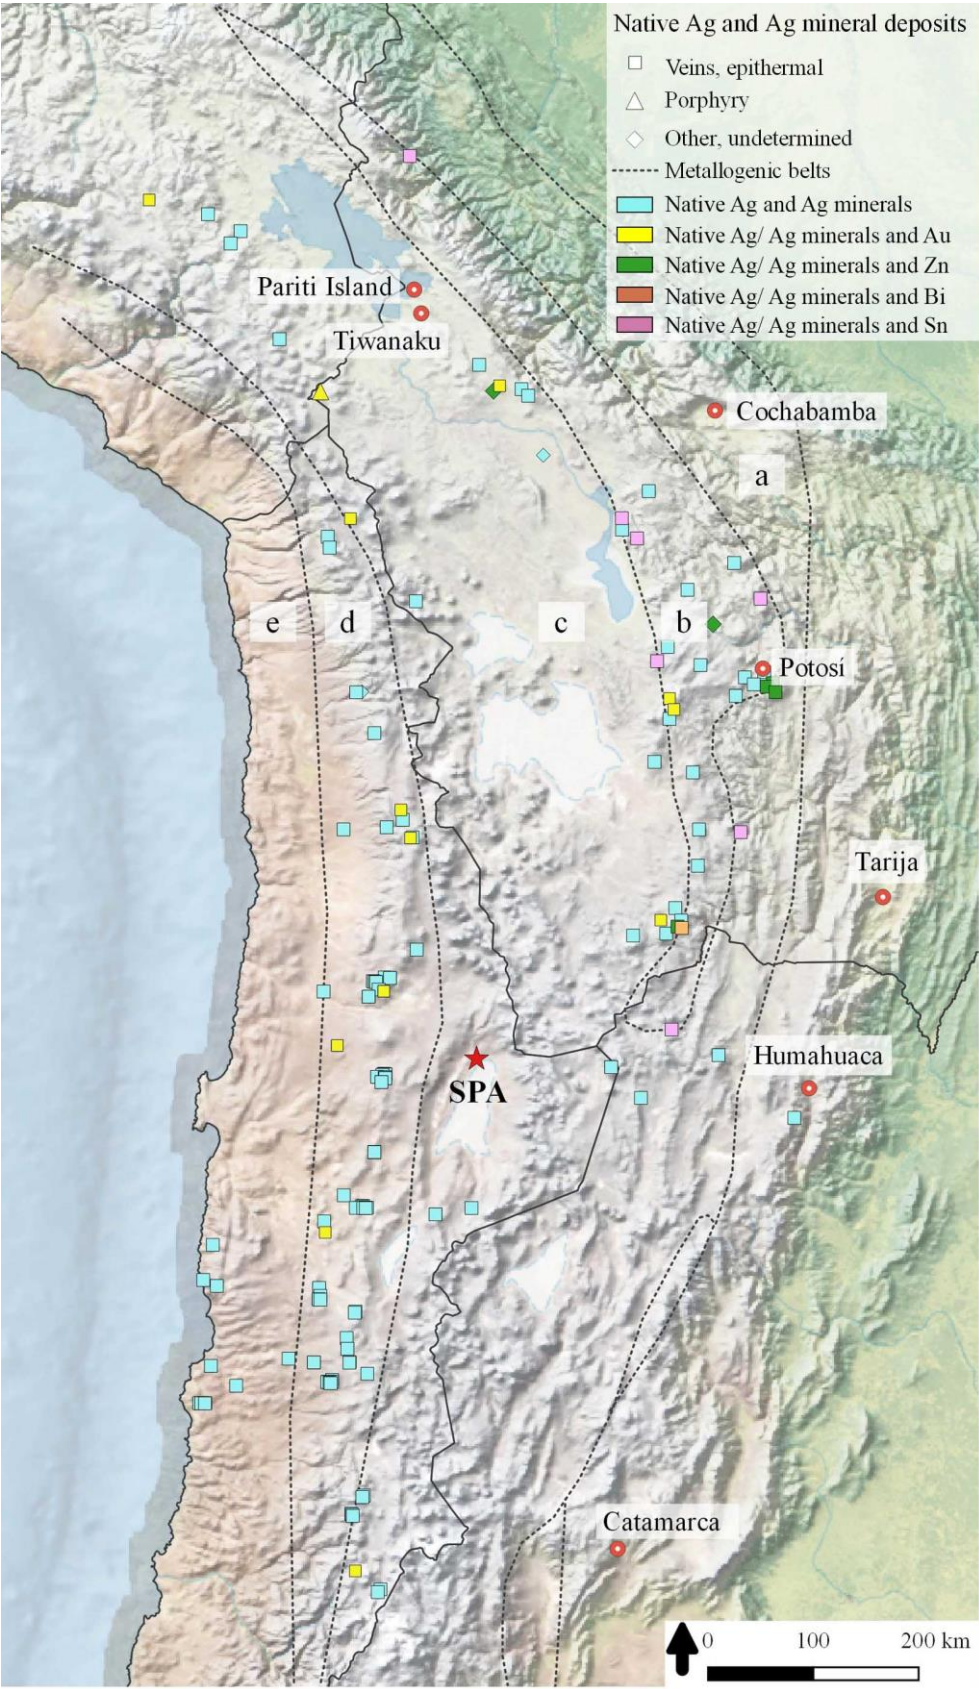 Native Ag and Ag mineral deposits
Veins, epithermal
Porphyry
Other, undetermined
Metallogenic belts
Native Ag and Ag minerals
Native Ag/ Ag minerals and Au
Native Ag/ Ag minerals and Zn
Native Ag/ Ag minerals and Bi
Native Ag/ Ag minerals and Sn
Pariti Island
Tiwanaku
Cochabamba
a
e
d
c
b
Potosí
Tarija
Humahuaca
SPA
Catamarca
0 100 200 km